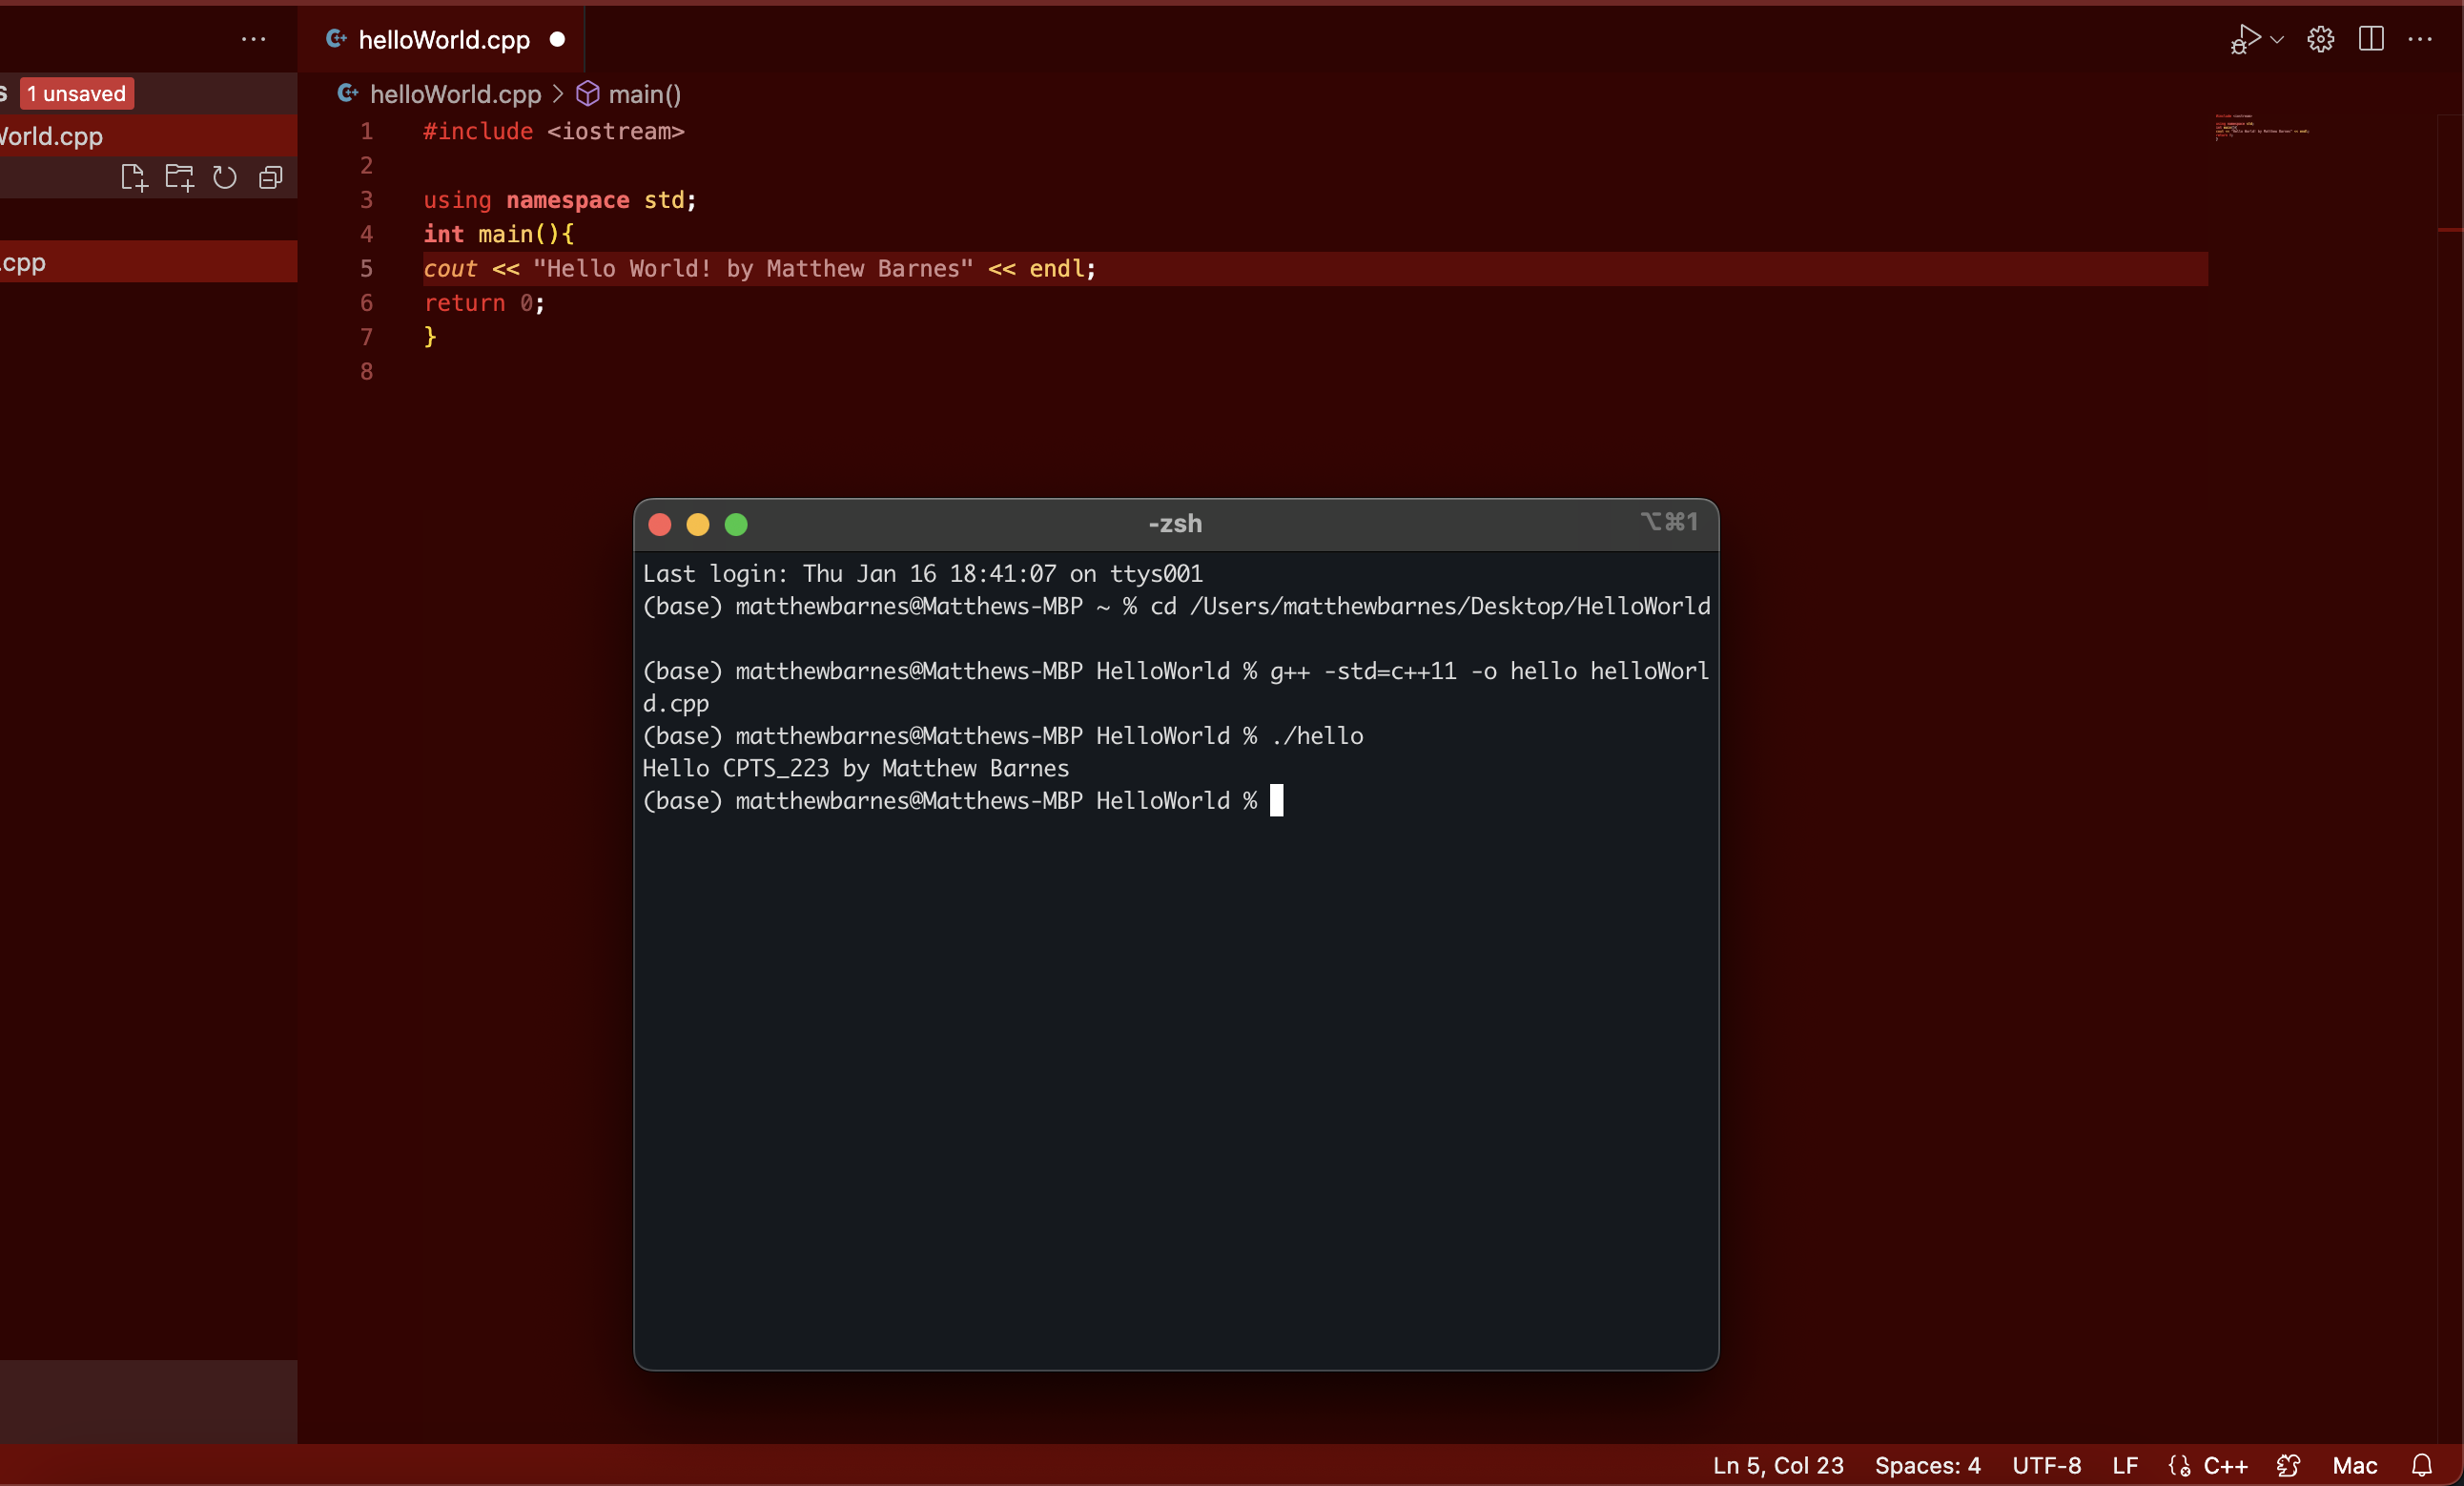 helloWorld.cpp
1 unsaved
helloWorld.cpp > main()
World.cpp
.cpp
1 #include <iostream>
2
3 using namespace std;
4 int main(){
5 cout << "Hello World! by Matthew Barnes" << endl;
6 return 0;
7 }
8
-zsh ⌥⌘1
Last login: Thu Jan 16 18:41:07 on ttys001
(base) matthewbarnes@Matthews-MBP ~ % cd /Users/matthewbarnes/Desktop/HelloWorld
(base) matthewbarnes@Matthews-MBP HelloWorld % g++ -std=c++11 -o hello helloWorl
d.cpp
(base) matthewbarnes@Matthews-MBP HelloWorld % ./hello
Hello CPTS_223 by Matthew Barnes
(base) matthewbarnes@Matthews-MBP HelloWorld %
Ln 5, Col 23 Spaces: 4 UTF-8 LF C++ Mac